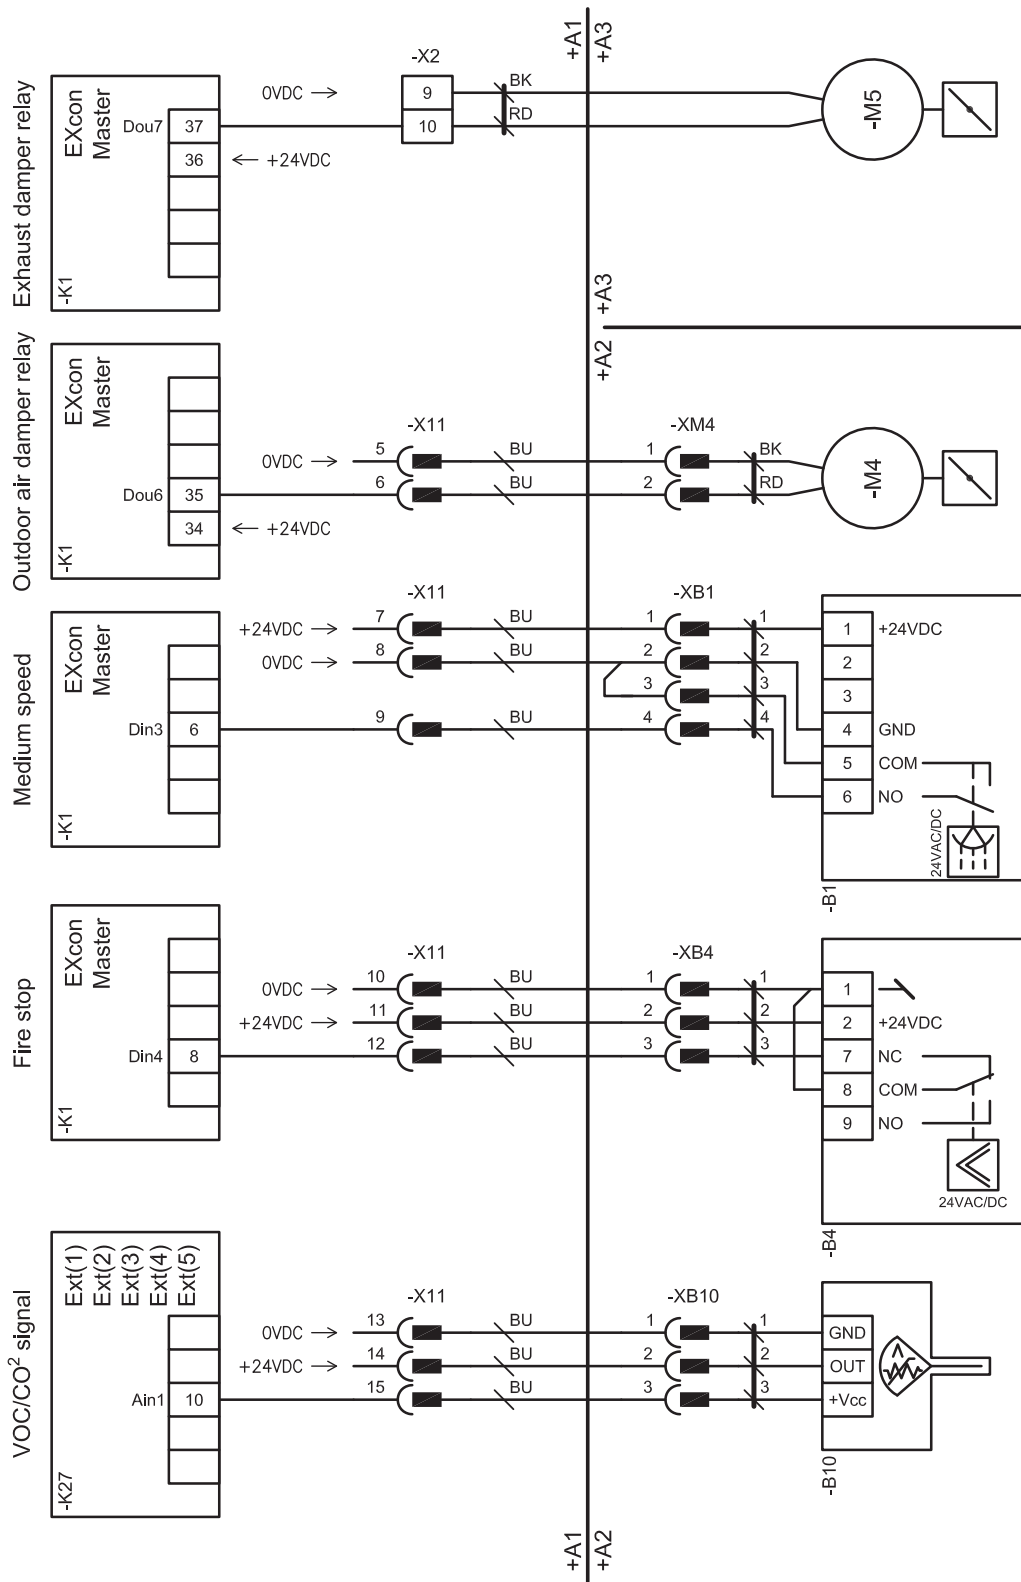 Exhaust damper relay
-K1
EXcon
Master
Dou7
37
36
0VDC →
← +24VDC
-X2
9
10
BK
RD
+A1
+A3
-M5
+A3
+A2
Outdoor air damper relay
-K1
EXcon
Master
Dou6
35
34
0VDC →
← +24VDC
-X11
5
6
BU
BU
-XM4
1
2
BK
RD
-M4
Medium speed
-K1
EXcon
Master
Din3
6
+24VDC →
0VDC →
-X11
7
8
9
BU
BU
BU
-XB1
1
2
3
4
1
2
3
4
1 +24VDC
2
3
4 GND
5 COM
6 NO
24VAC/DC
-B1
Fire stop
-K1
EXcon
Master
Din4
8
0VDC →
+24VDC →
-X11
10
11
12
BU
BU
BU
-XB4
1
2
3
1
2
3
1
2 +24VDC
7 NC
8 COM
9 NO
24VAC/DC
-B4
VOC/CO² signal
-K27
Ext(1)
Ext(2)
Ext(3)
Ext(4)
Ext(5)
Ain1
10
0VDC →
+24VDC →
-X11
13
14
15
BU
BU
BU
-XB10
1
2
3
1
2
3
GND
OUT
+Vcc
-B10
+A1
+A2